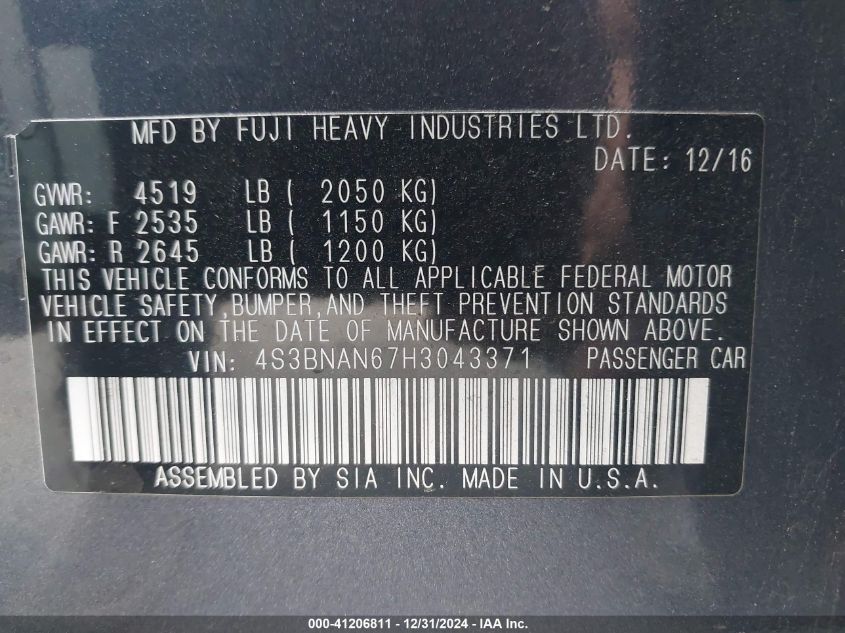 MFD BY FUJI HEAVY INDUSTRIES LTD.
DATE: 12/16
GVWR: 4519 LB ( 2050 KG)
GAWR: F 2535 LB ( 1150 KG)
GAWR: R 2645 LB ( 1200 KG)
THIS VEHICLE CONFORMS TO ALL APPLICABLE FEDERAL MOTOR
VEHICLE SAFETY,BUMPER,AND THEFT PREVENTION STANDARDS
IN EFFECT ON THE DATE OF MANUFACTURE SHOWN ABOVE.
VIN: 4S3BNAN67H3043371 PASSENGER CAR
ASSEMBLED BY SIA INC. MADE IN U.S.A.
000-41206811 - 12/31/2024 - IAA Inc.